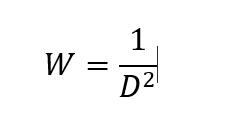 W = 1/D²